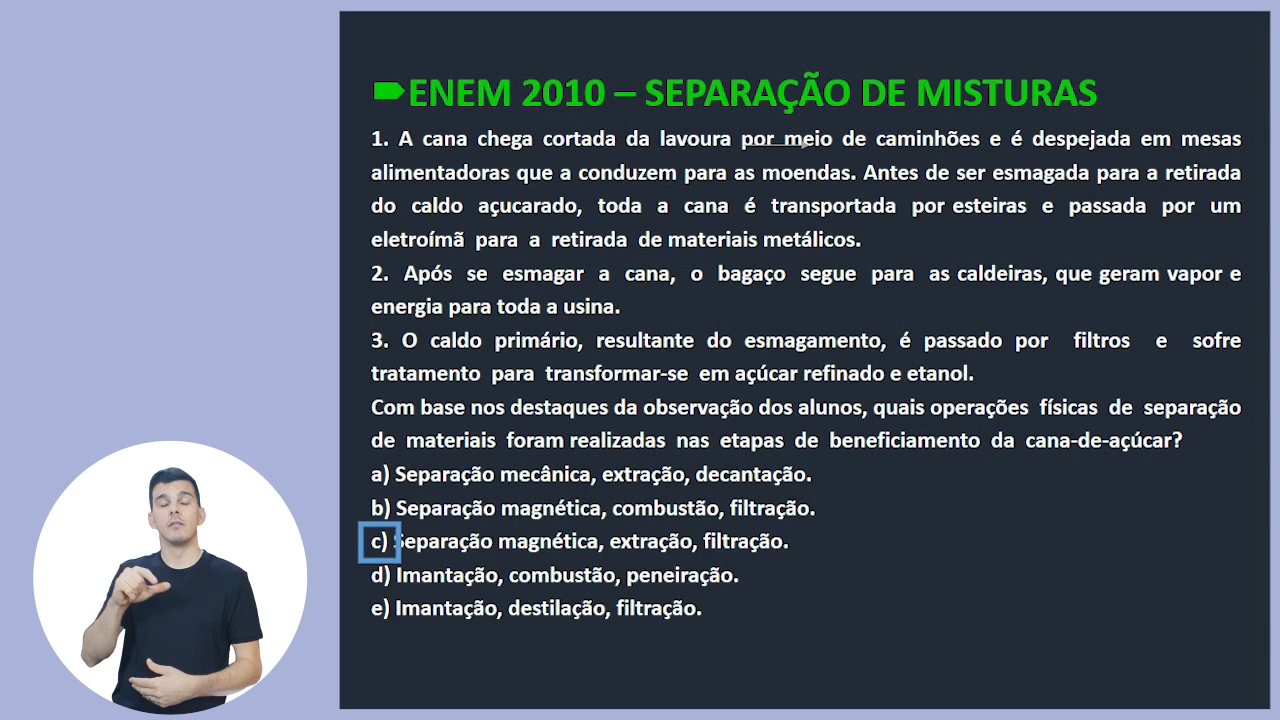 ENEM 2010 – SEPARAÇÃO DE MISTURAS
1. A cana chega cortada da lavoura por meio de caminhões e é despejada em mesas
alimentadoras que a conduzem para as moendas. Antes de ser esmagada para a retirada
do caldo açucarado, toda a cana é transportada por esteiras e passada por um
eletroímã para a retirada de materiais metálicos.
2. Após se esmagar a cana, o bagaço segue para as caldeiras, que geram vapor e
energia para toda a usina.
3. O caldo primário, resultante do esmagamento, é passado por filtros e sofre
tratamento para transformar-se em açúcar refinado e etanol.
Com base nos destaques da observação dos alunos, quais operações físicas de separação
de materiais foram realizadas nas etapas de beneficiamento da cana-de-açúcar?
a) Separação mecânica, extração, decantação.
b) Separação magnética, combustão, filtração.
c) Separação magnética, extração, filtração.
d) Imantação, combustão, peneiração.
e) Imantação, destilação, filtração.